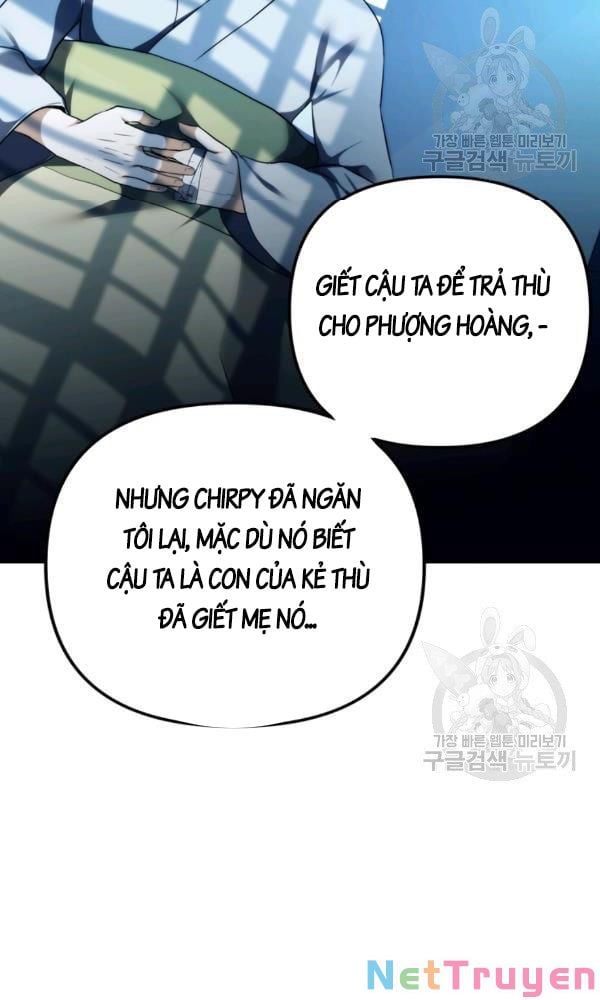 가장 빠른 웹툰 미리보기
구글검색 뉴토끼
GIẾT CẬU TA ĐỂ TRẢ THÙ
CHO PHƯỢNG HOÀNG, -
NHƯNG CHIRPY ĐÃ NGĂN
TÔI LẠI, MẶC DÙ NÓ BIẾT
CẬU TA LÀ CON CỦA KẺ THÙ
ĐÃ GIẾT MẸ NÓ...
가장 빠른 웹툰 미리보기
구글검색 뉴토끼
NetTruyen